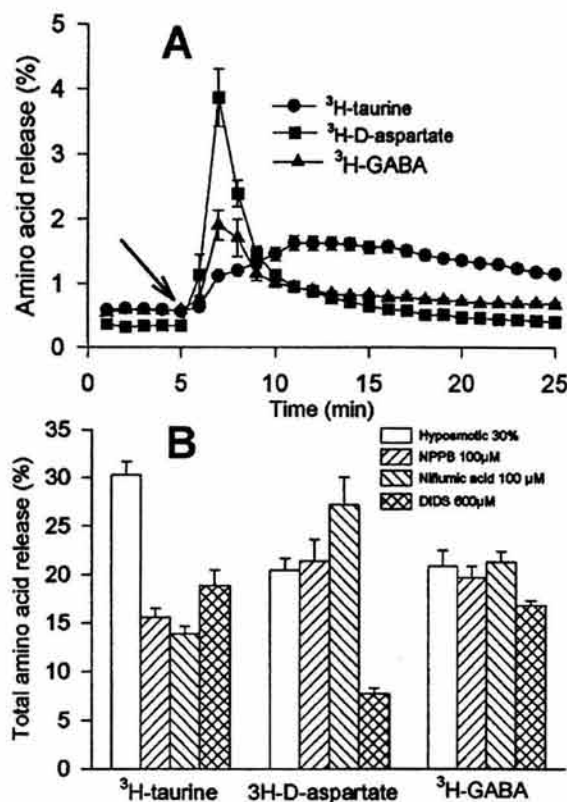 A
Amino acid release (%)
5
4
3
2
1
0
³H-taurine
³H-D-aspartate
³H-GABA
0 5 10 15 20 25
Time (min)
B
Total amino acid release (%)
35
30
25
20
15
10
5
0
Hyposmotic 30%
NPPB 100µM
Niflumic acid 100 µM
DIDS 600µM
³H-taurine 3H-D-aspartate ³H-GABA